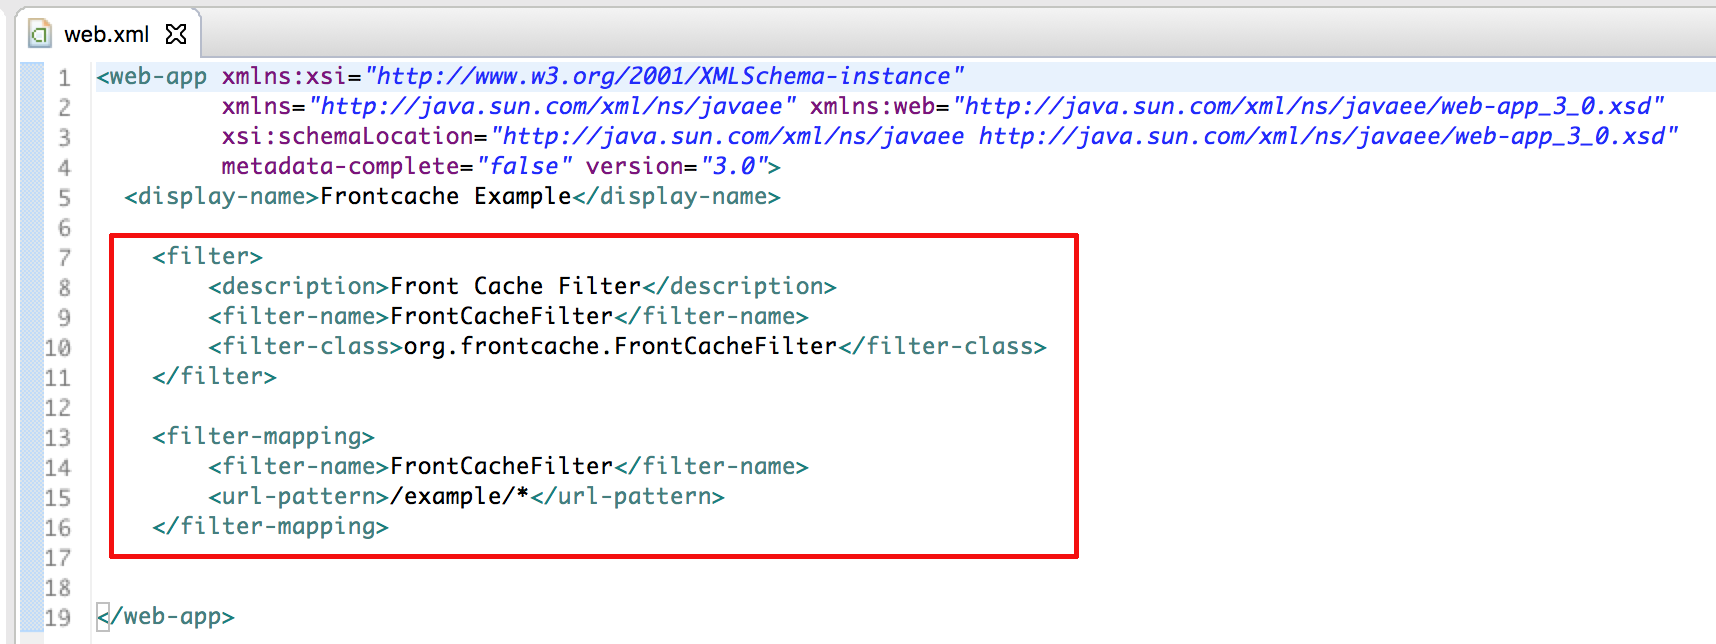 web.xml
1 <web-app xmlns:xsi="http://www.w3.org/2001/XMLSchema-instance"
2 xmlns="http://java.sun.com/xml/ns/javaee" xmlns:web="http://java.sun.com/xml/ns/javaee/web-app_3_0.xsd"
3 xsi:schemaLocation="http://java.sun.com/xml/ns/javaee http://java.sun.com/xml/ns/javaee/web-app_3_0.xsd"
4 metadata-complete="false" version="3.0">
5 <display-name>Frontcache Example</display-name>
6
7 <filter>
8 <description>Front Cache Filter</description>
9 <filter-name>FrontCacheFilter</filter-name>
10 <filter-class>org.frontcache.FrontCacheFilter</filter-class>
11 </filter>
12
13 <filter-mapping>
14 <filter-name>FrontCacheFilter</filter-name>
15 <url-pattern>/example/*</url-pattern>
16 </filter-mapping>
17
18
19 </web-app>